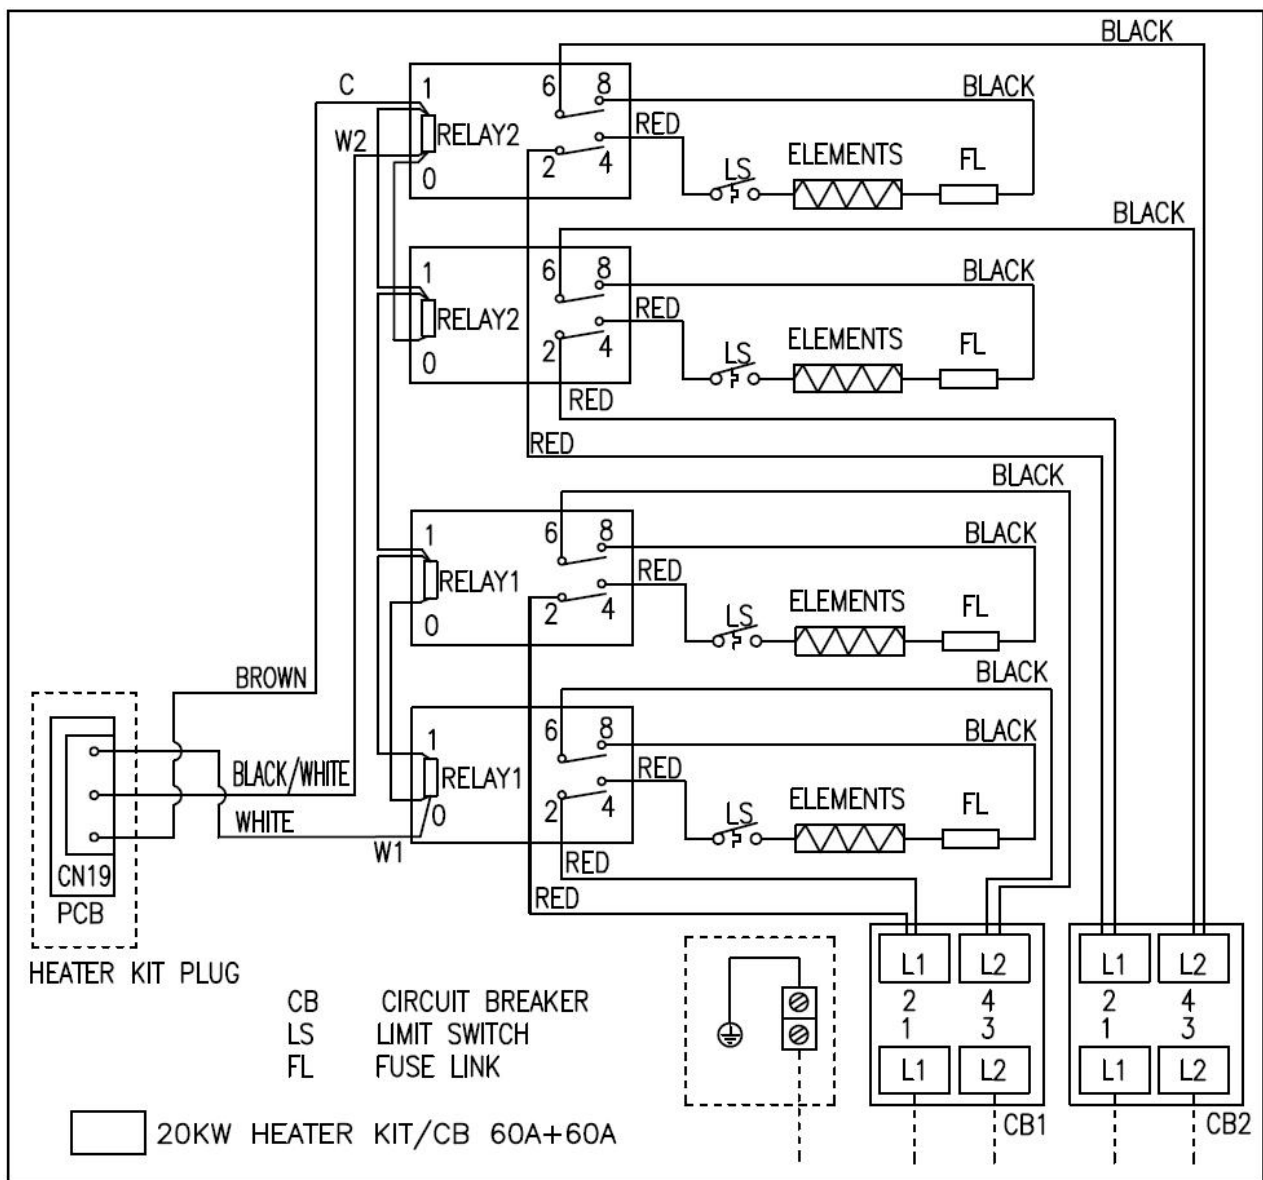 BLACK
C
1
6
8
BLACK
RED
W2
RELAY2
ELEMENTS
LS
FL
0
2
4
BLACK
1
6
8
BLACK
RED
RELAY2
ELEMENTS
LS
FL
0
2
4
RED
RED
BLACK
1
6
8
BLACK
RED
RELAY1
ELEMENTS
LS
FL
0
2
4
BROWN
BLACK
1
6
8
BLACK
RED
BLACK/WHITE
RELAY1
ELEMENTS
LS
FL
0
2
4
WHITE
W1
RED
CN19
RED
PCB
HEATER KIT PLUG
L1 L2 L1 L2
2 4 2 4
1 3 1 3
L1 L2 L1 L2
CB1 CB2
CB CIRCUIT BREAKER
LS LIMIT SWITCH
FL FUSE LINK
20KW HEATER KIT/CB 60A+60A